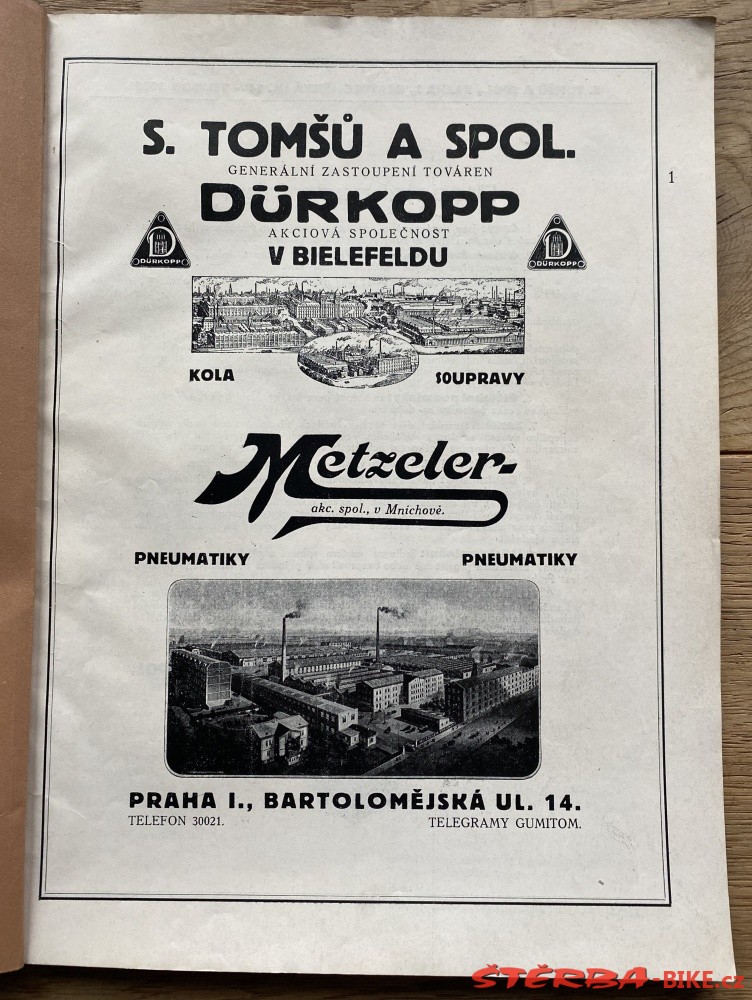 S. TOMŠŮ A SPOL.
GENERÁLNÍ ZASTOUPENÍ TOVÁREN
1
DÜRKOPP
AKCIOVÁ SPOLEČNOST
V BIELEFELDU
DÜRKOPP
DÜRKOPP
KOLA
SOUPRAVY
Metzeler-
akc. spol., v Mnichově.
PNEUMATIKY
PNEUMATIKY
PRAHA I., BARTOLOMĚJSKÁ UL. 14.
TELEFON 30021.
TELEGRAMY GUMITOM.
ŠTĚRBA-BIKE.cz